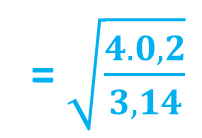 = √(4.0,2 / 3,14)